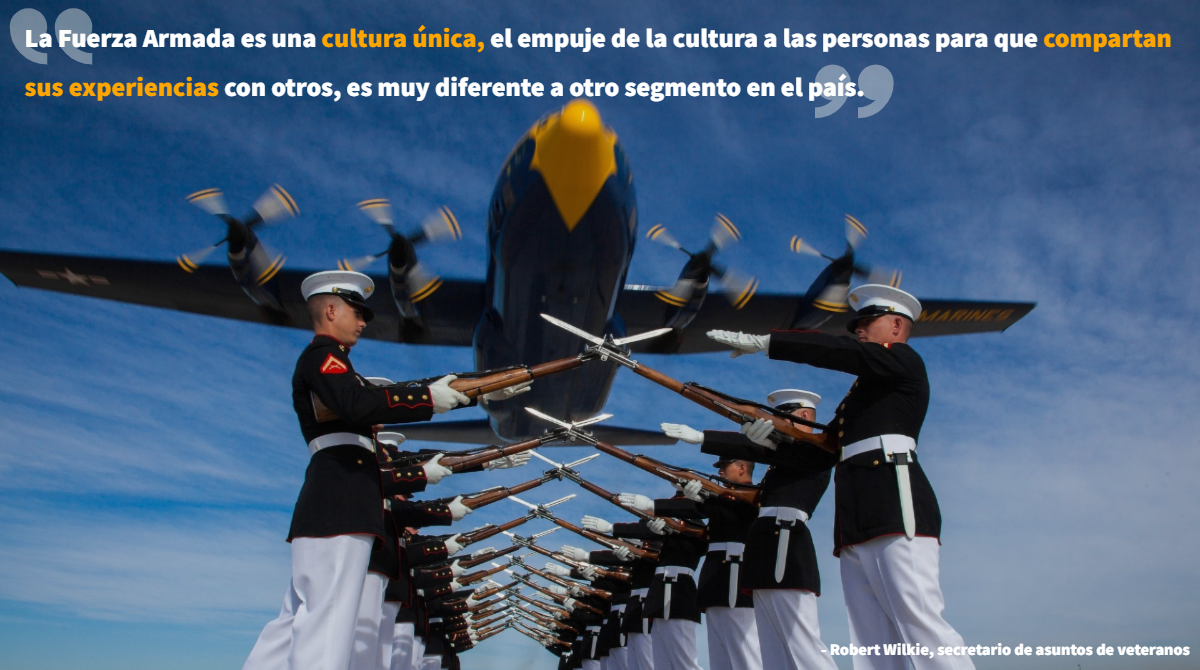 La Fuerza Armada es una cultura única, el empuje de la cultura a las personas para que compartan
sus experiencias con otros, es muy diferente a otro segmento en el país.
MARINES
- Robert Wilkie, secretario de asuntos de veteranos